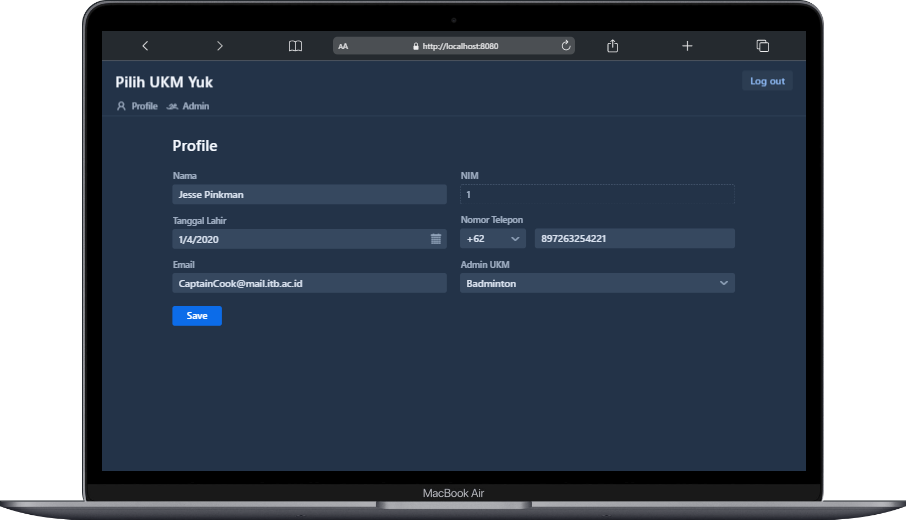 AA http://localhost:8080
Pilih UKM Yuk
Log out
Profile Admin
Profile
Nama NIM
Jesse Pinkman 1
Tanggal Lahir Nomor Telepon
1/4/2020 +62 897263254221
Email Admin UKM
CaptainCook@mail.itb.ac.id Badminton
Save
MacBook Air